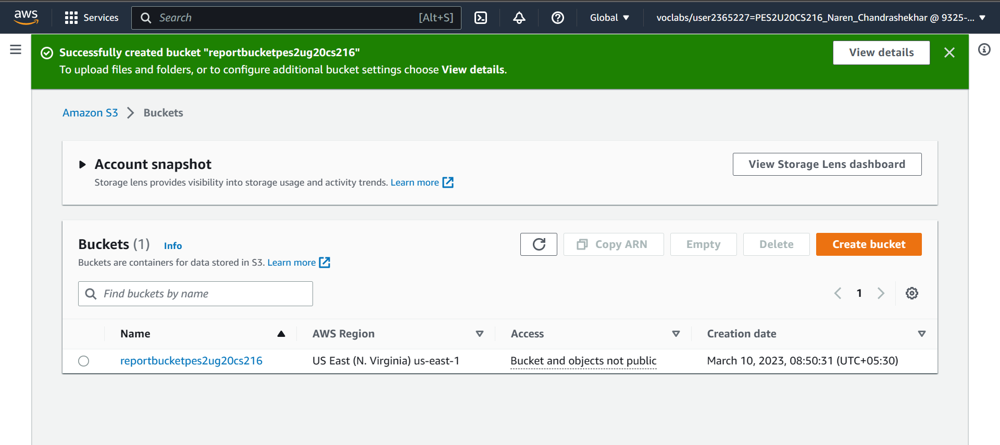 aws Services Search [Alt+S] Global voclabs/user2365227=PES2U20CS216_Naren_Chandrashekhar @ 9325-...
Successfully created bucket "reportbucketpes2ug20cs216" View details
To upload files and folders, or to configure additional bucket settings choose View details.
Amazon S3 Buckets
Account snapshot View Storage Lens dashboard
Storage lens provides visibility into storage usage and activity trends. Learn more
Buckets (1) Info Copy ARN Empty Delete Create bucket
Buckets are containers for data stored in S3. Learn more
Find buckets by name 1
Name AWS Region Access Creation date
reportbucketpes2ug20cs216 US East (N. Virginia) us-east-1 Bucket and objects not public March 10, 2023, 08:50:31 (UTC+05:30)